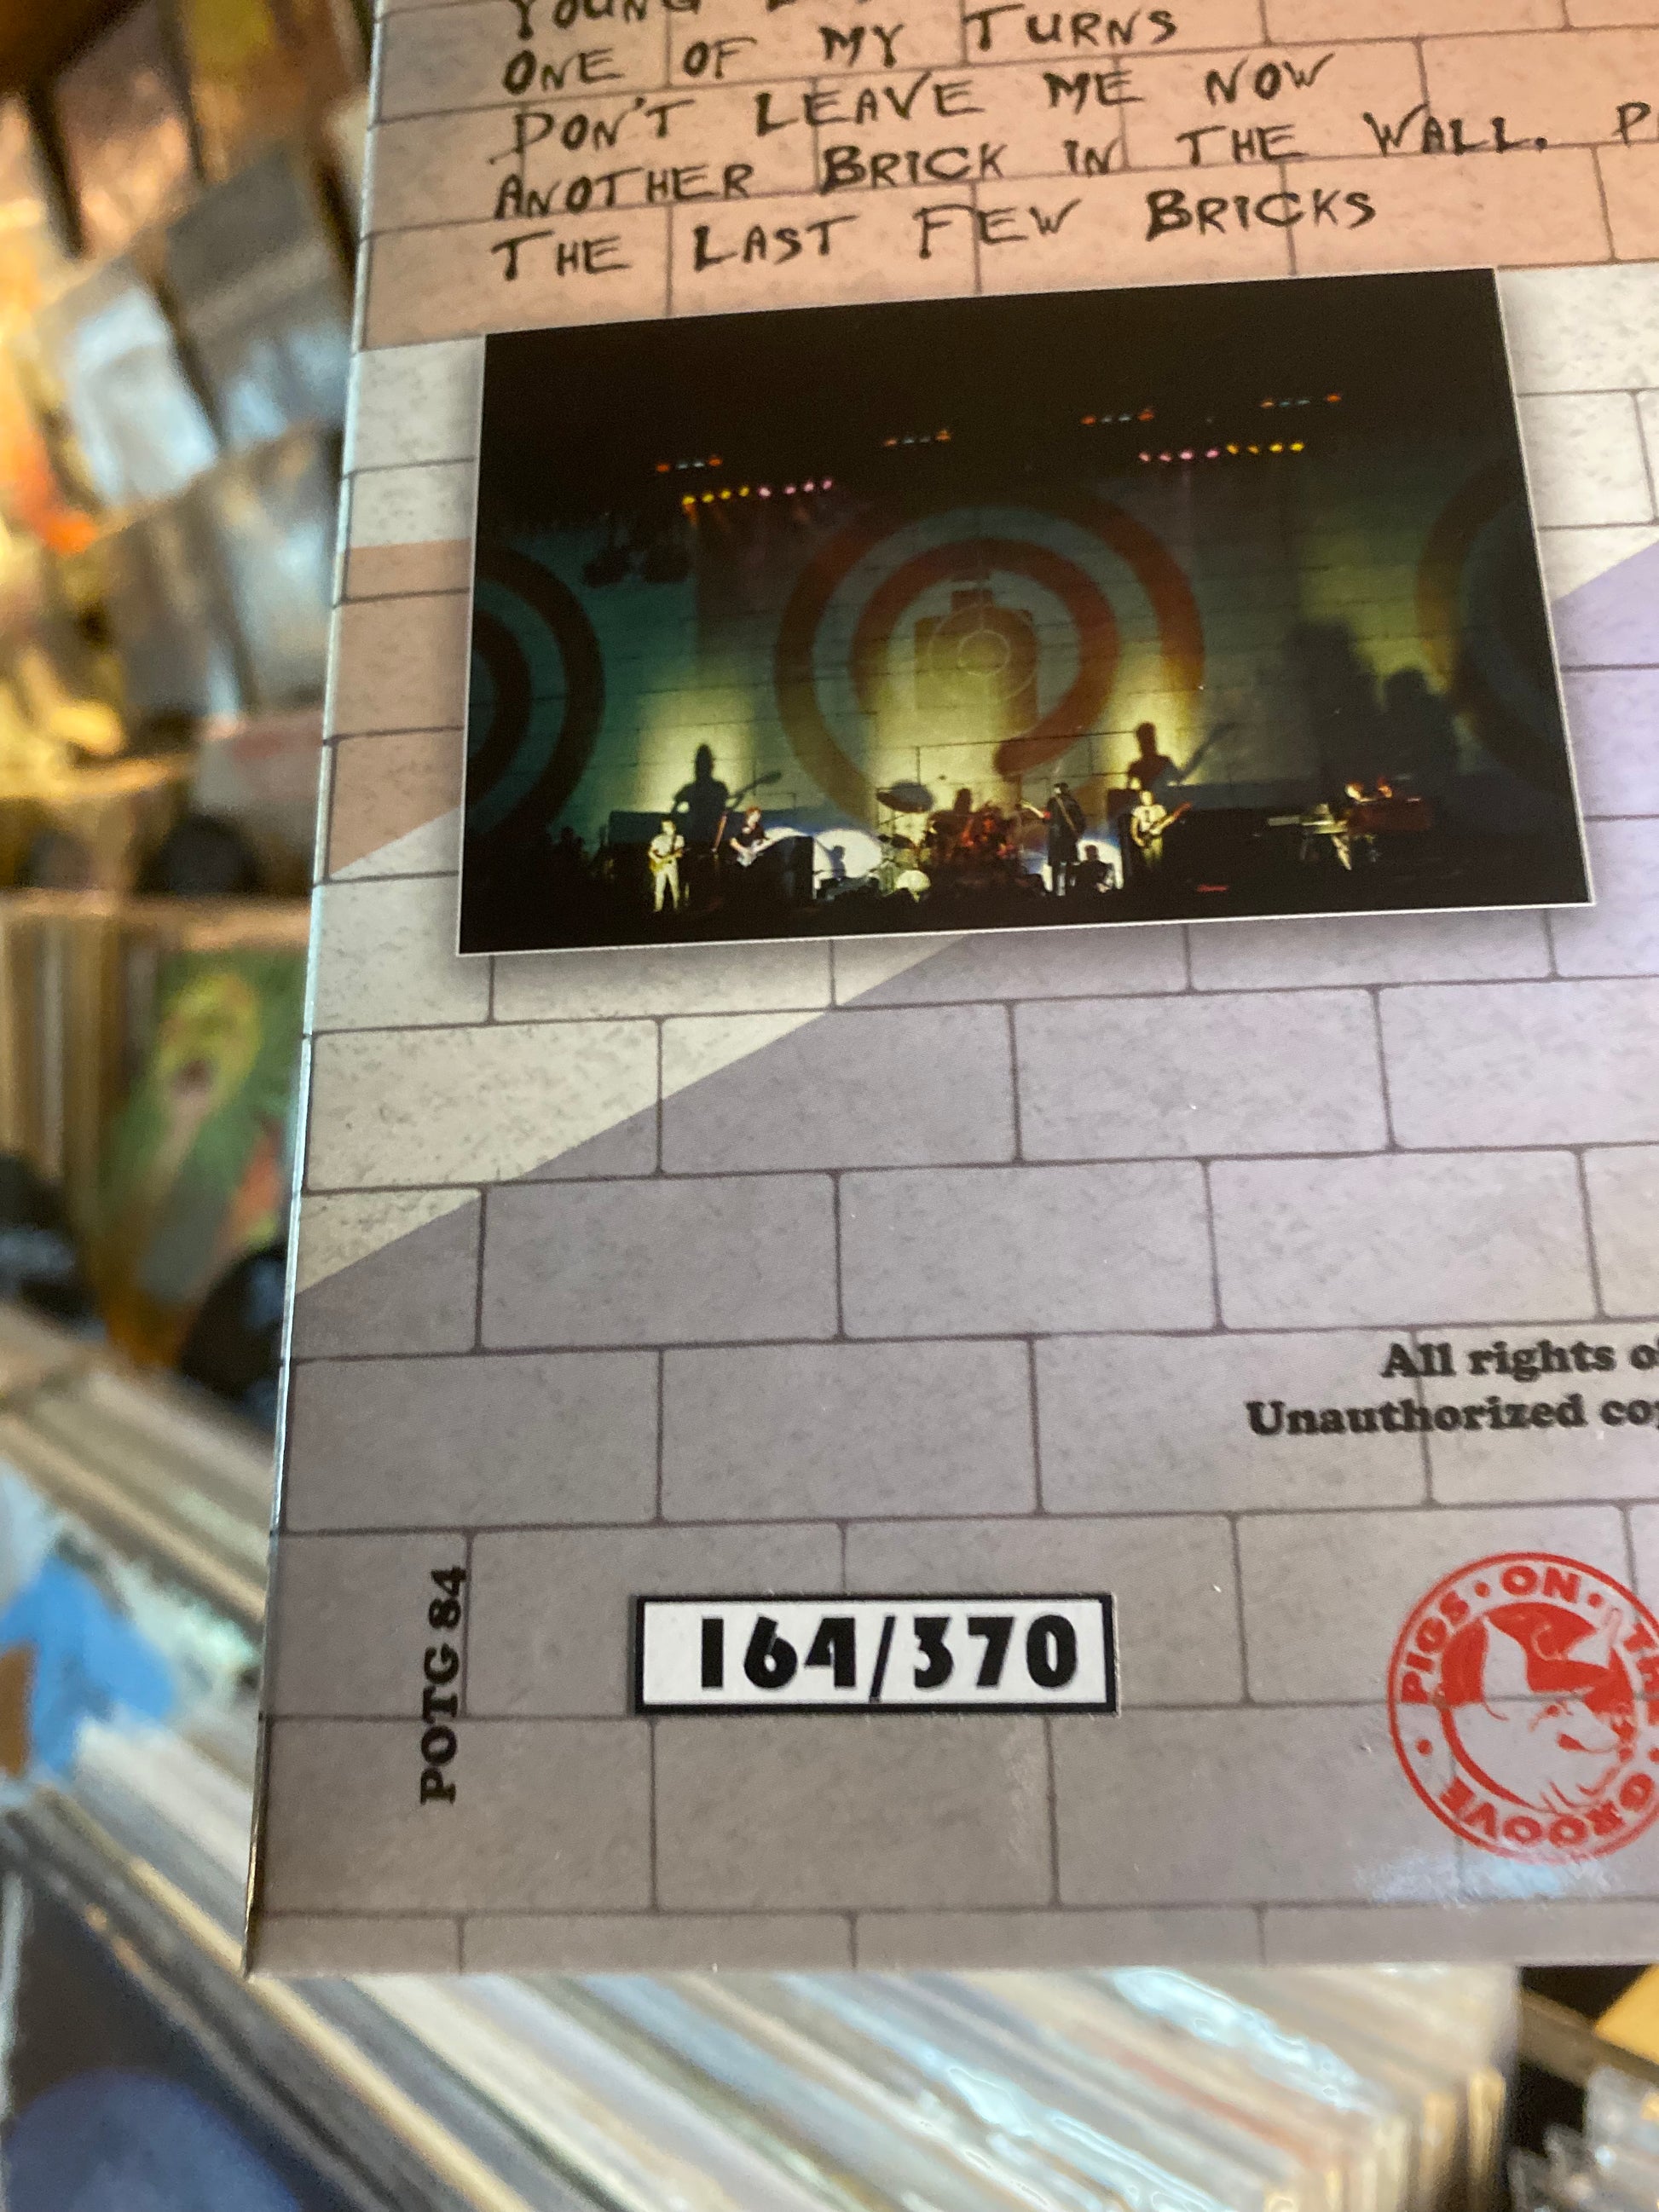 YOUNG
ONE OF MY TURNS
DON'T LEAVE ME NOW
ANOTHER BRICK IN THE WALL. P
THE LAST FEW BRICKS
All rights
Unauthorized
POTG 84
164/370
PIGS · ON · THE · GROOVE ·